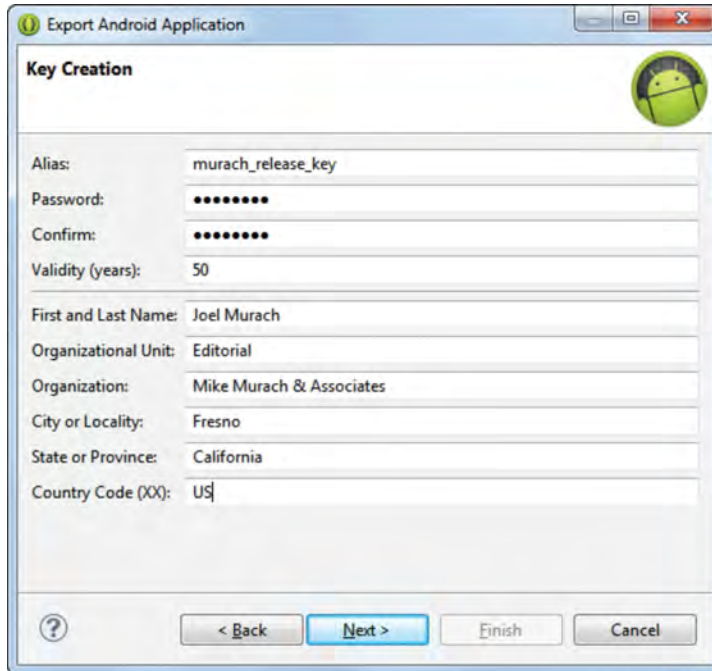 Export Android Application
Key Creation
Alias: murach_release_key
Password: ••••••••
Confirm: ••••••••
Validity (years): 50
First and Last Name: Joel Murach
Organizational Unit: Editorial
Organization: Mike Murach & Associates
City or Locality: Fresno
State or Province: California
Country Code (XX): US
? < Back Next > Finish Cancel